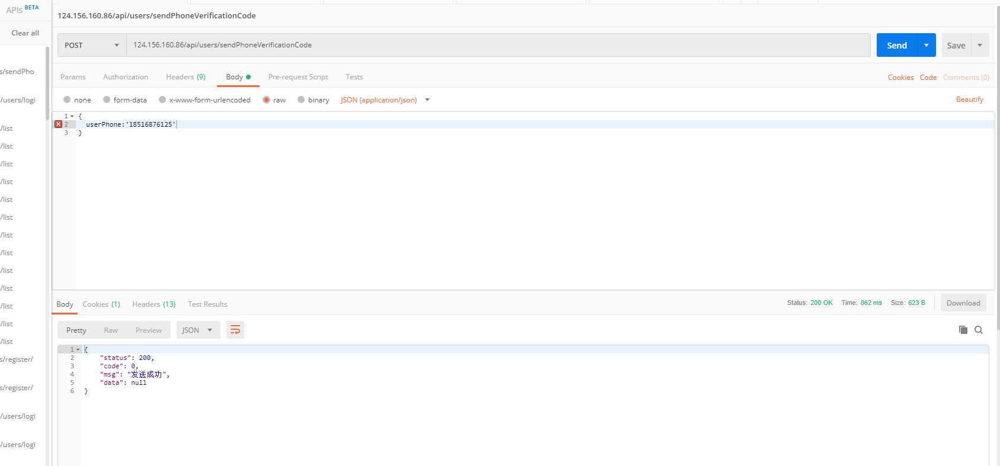 APIs BETA
Clear all
s/sendPho
/users/logi
/list
/list
/list
/list
/list
/list
/list
/list
/list
/list
/list
/list
/list
s/register/
s/register/
/users/logi
/users/logi
124.156.160.86/api/users/sendPhoneVerificationCode
POST 124.156.160.86/api/users/sendPhoneVerificationCode Send Save
Params Authorization Headers (9) Body Pre-request Script Tests Cookies Code Comments (0)
none form-data x-www-form-urlencoded raw binary JSON (application/json) Beautify
1 {
2 userPhone:'18516876125'
3 }
Body Cookies (1) Headers (13) Test Results Status: 200 OK Time: 862 ms Size: 623 B Download
Pretty Raw Preview JSON
1 {
2 "status": 200,
3 "code": 0,
4 "msg": "发送成功",
5 "data": null
6 }